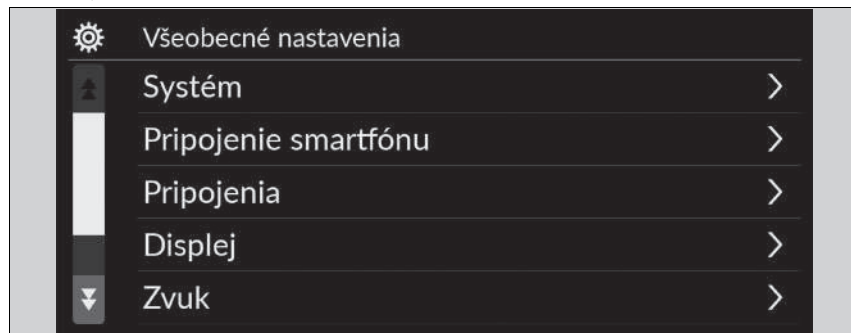 Všeobecné nastavenia
Systém
Pripojenie smartfónu
Pripojenia
Displej
Zvuk